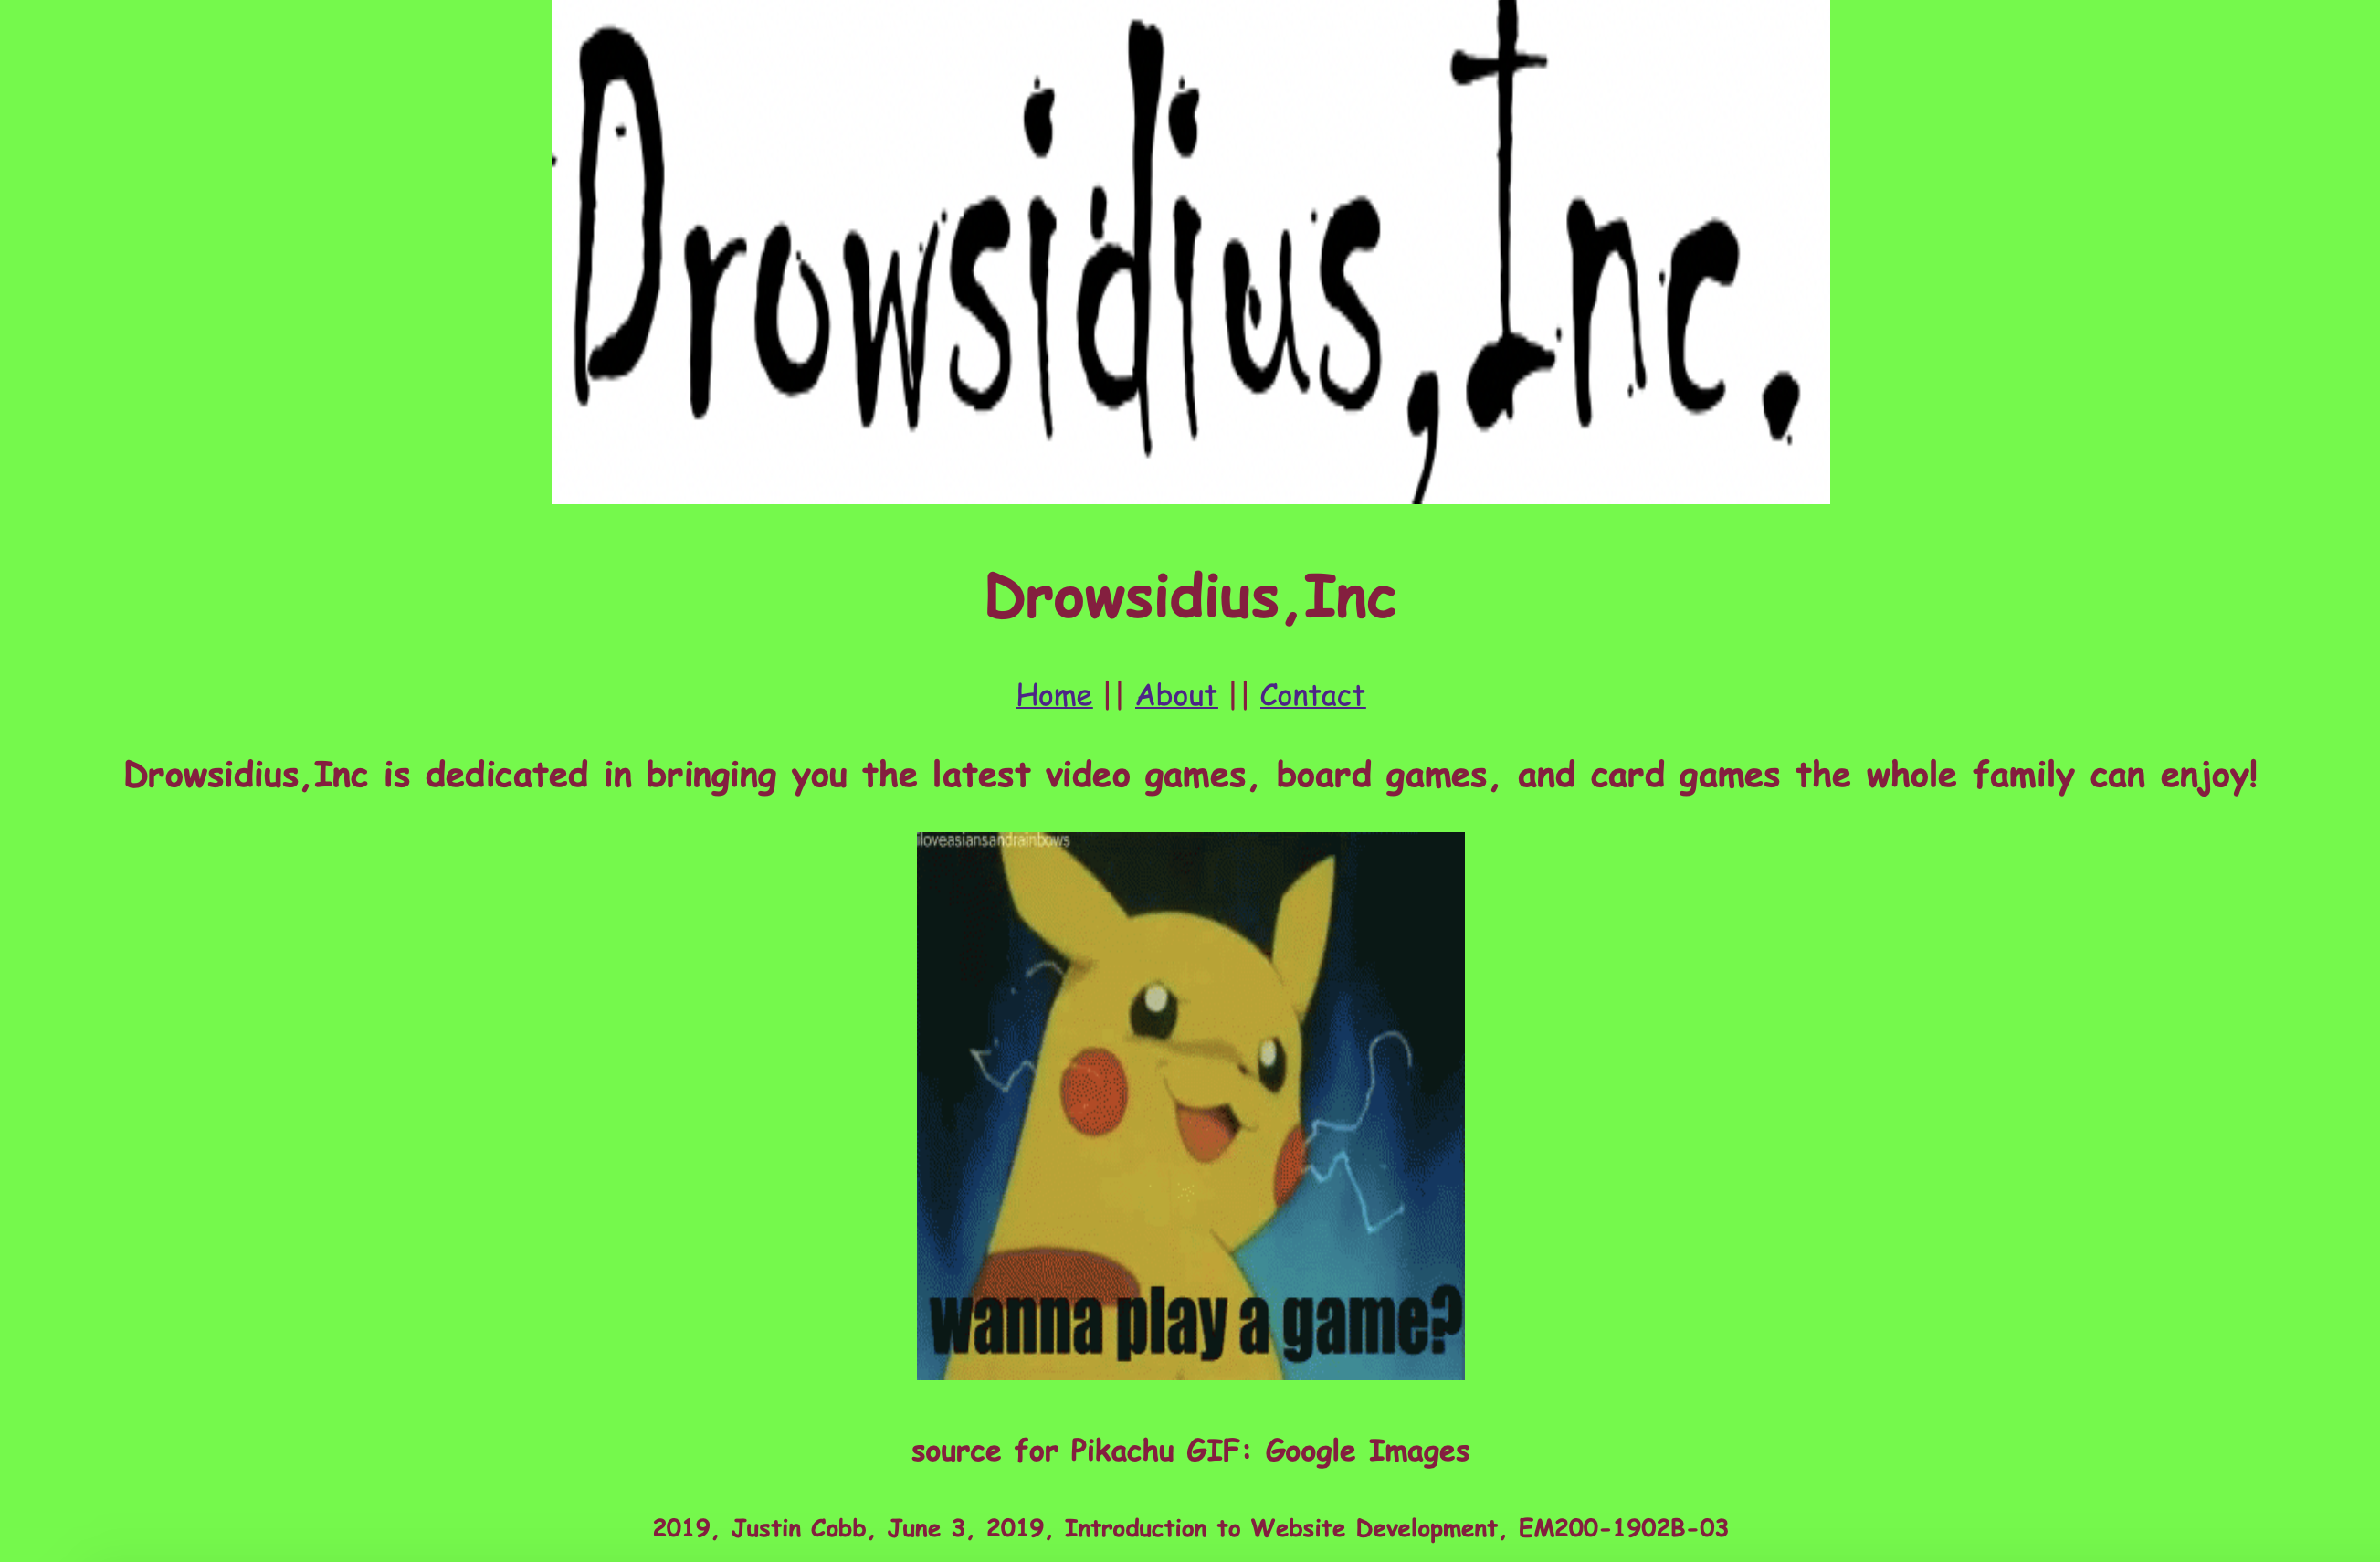 Drowsidius,Inc.
Drowsidius,Inc
Home || About || Contact
Drowsidius,Inc is dedicated in bringing you the latest video games, board games, and card games the whole family can enjoy!
iloveasiansandrainbows
wanna play a game?
source for Pikachu GIF: Google Images
2019, Justin Cobb, June 3, 2019, Introduction to Website Development, EM200-1902B-03